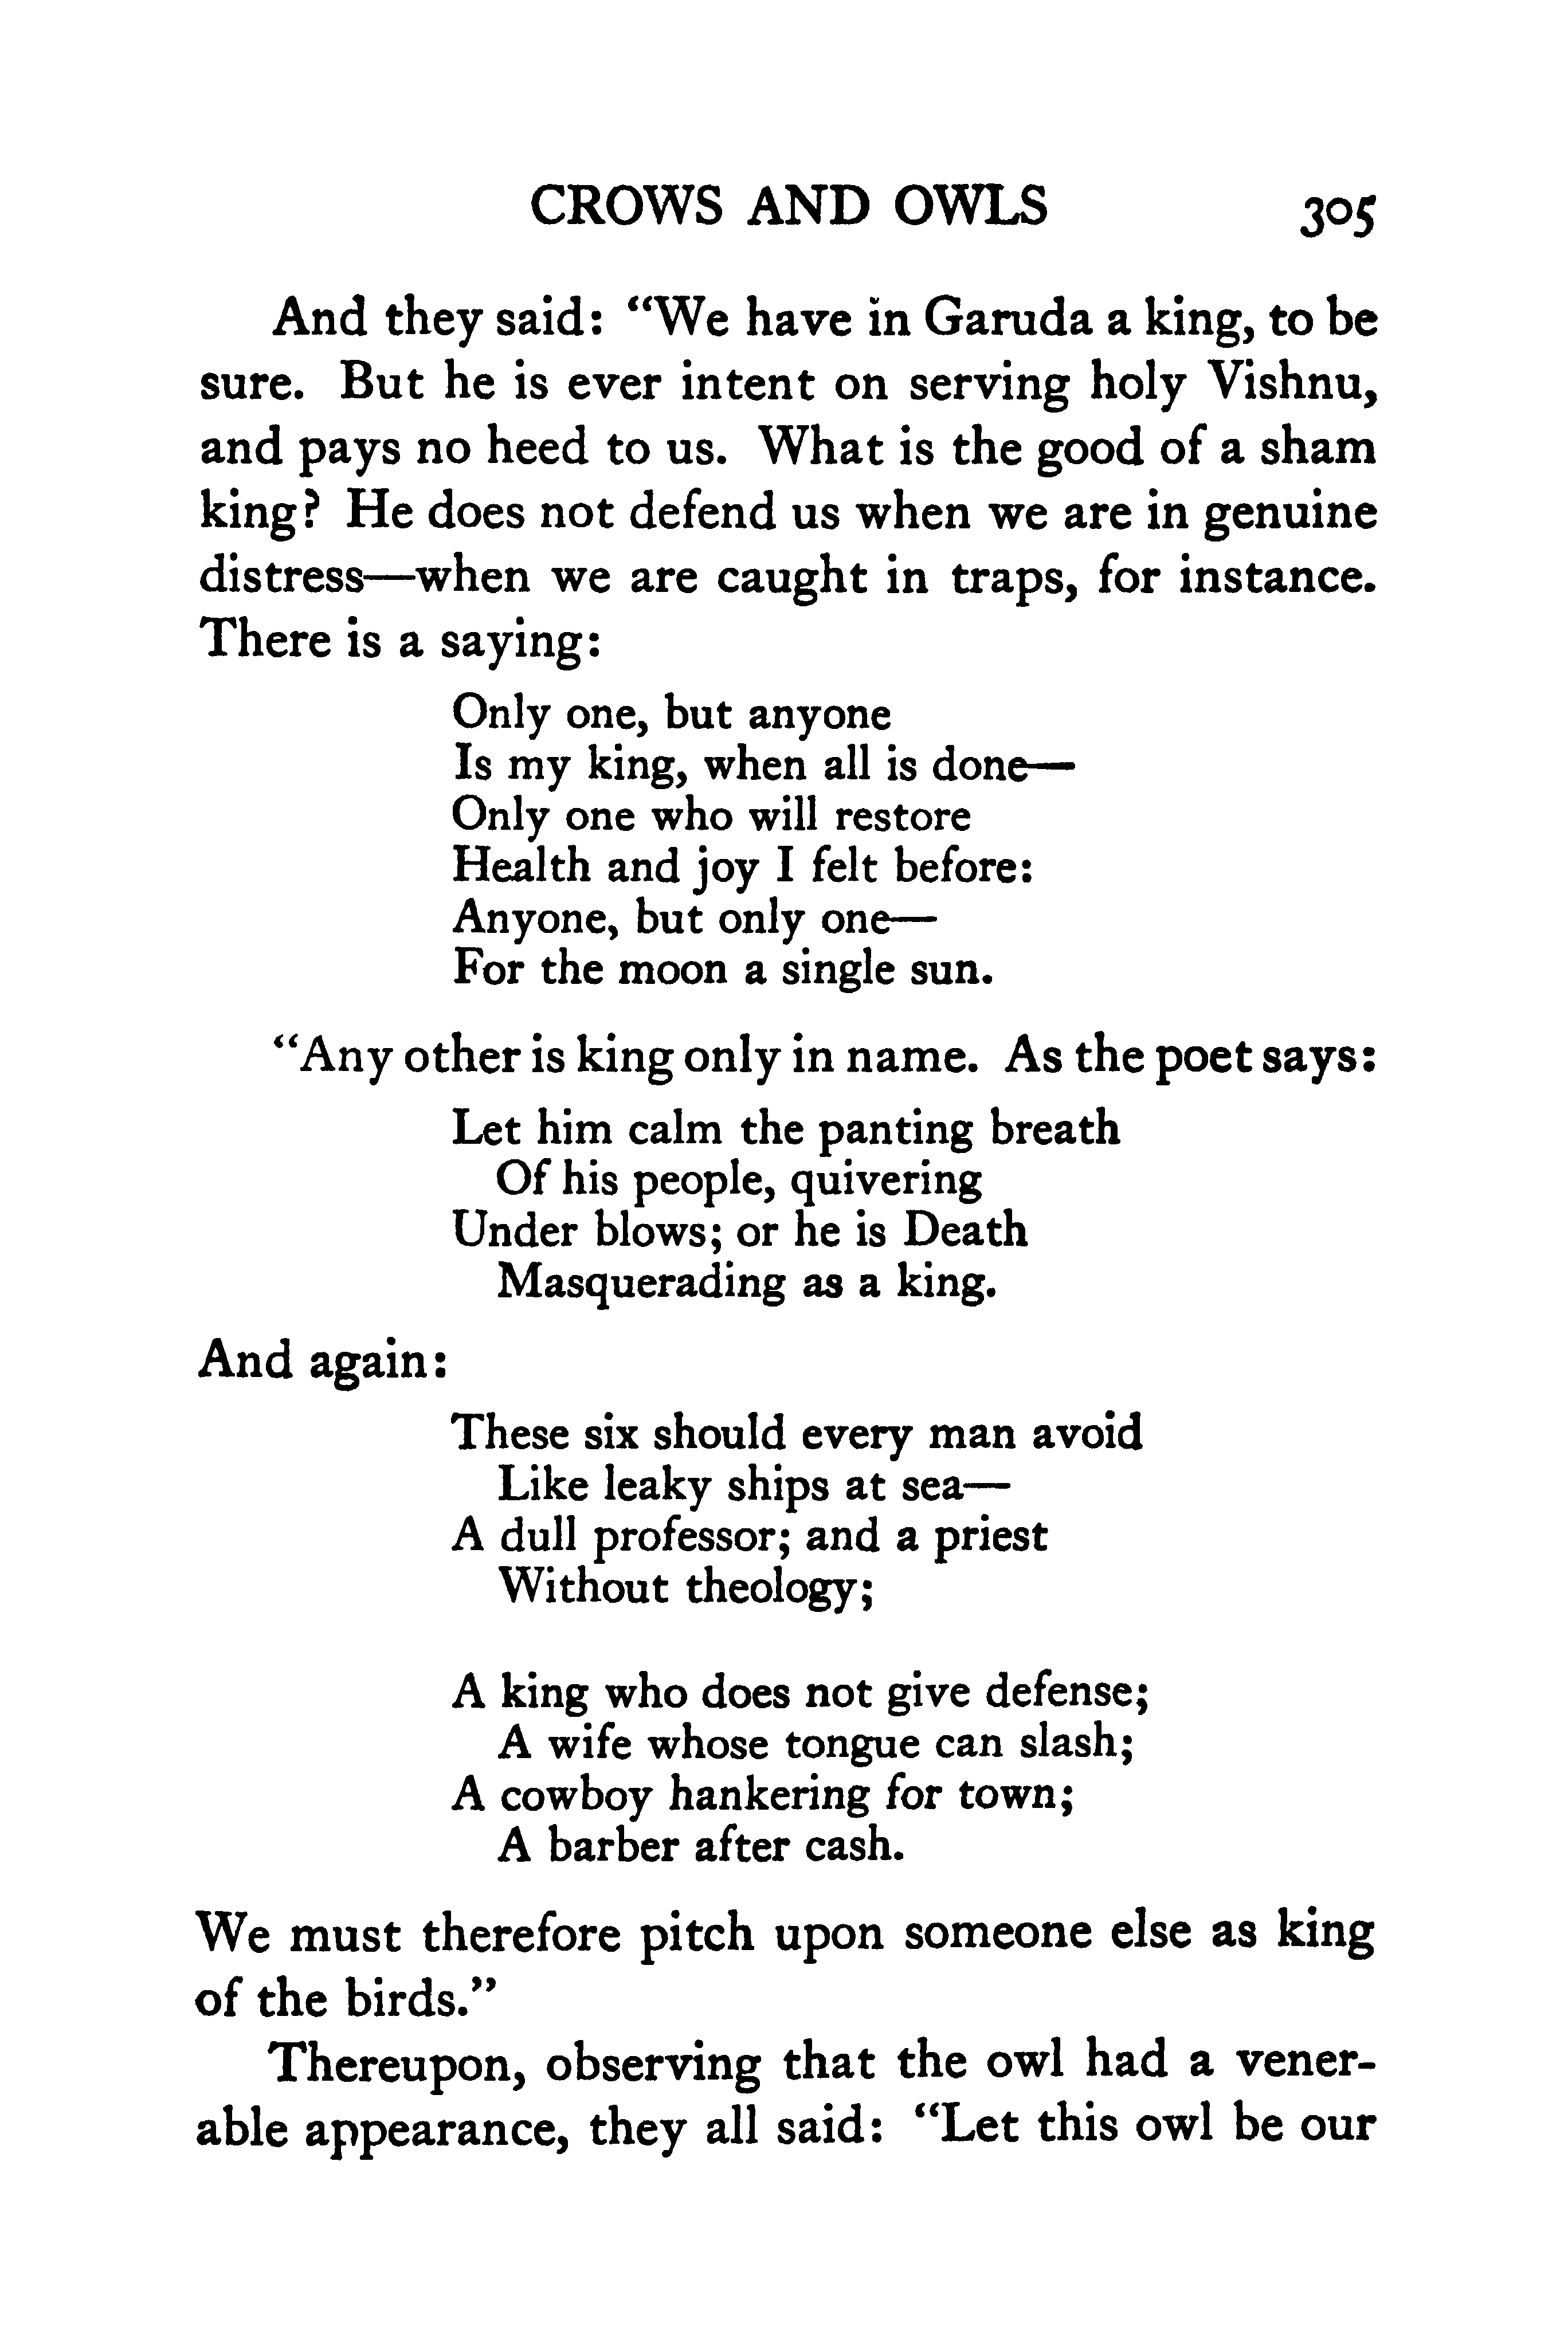 CROWS AND OWLS 305
And they said: “We have in Garuda a king, to be
sure. But he is ever intent on serving holy Vishnu,
and pays no heed to us. What is the good of a sham
king? He does not defend us when we are in genuine
distress—when we are caught in traps, for instance.
There is a saying:
Only one, but anyone
Is my king, when all is done—
Only one who will restore
Health and joy I felt before:
Anyone, but only one—
For the moon a single sun.
“Any other is king only in name. As the poet says:
Let him calm the panting breath
Of his people, quivering
Under blows; or he is Death
Masquerading as a king.
And again:
These six should every man avoid
Like leaky ships at sea—
A dull professor; and a priest
Without theology;
A king who does not give defense;
A wife whose tongue can slash;
A cowboy hankering for town;
A barber after cash.
We must therefore pitch upon someone else as king
of the birds.”
Thereupon, observing that the owl had a vener-
able appearance, they all said: “Let this owl be our